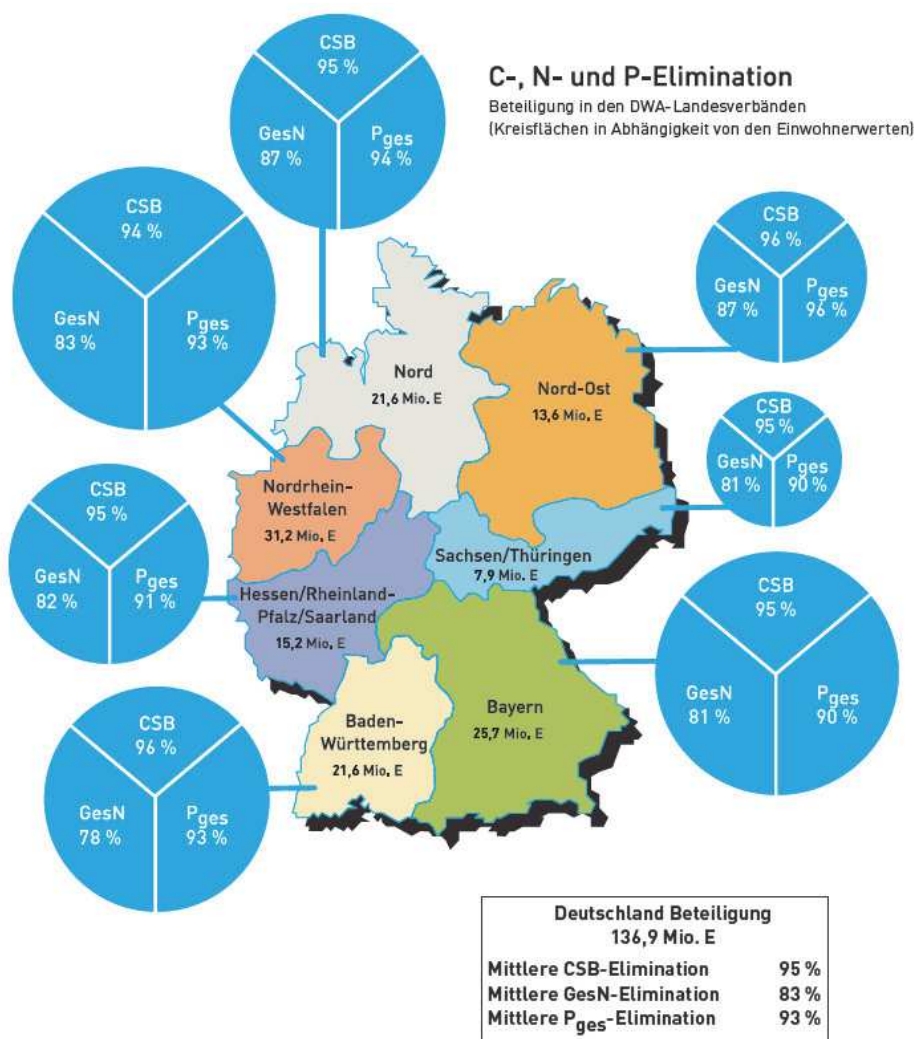 C-, N- und P-Elimination
Beteiligung in den DWA-Landesverbänden
(Kreisflächen in Abhängigkeit von den Einwohnerwerten)
CSB
95 %
GesN
87 %
Pges
94 %
CSB
94 %
GesN
83 %
Pges
93 %
CSB
96 %
GesN
87 %
Pges
96 %
Nord
21,6 Mio. E
Nord-Ost
13,6 Mio. E
CSB
95 %
GesN
81 %
Pges
90 %
Nordrhein-
Westfalen
31,2 Mio. E
CSB
95 %
GesN
82 %
Pges
91 %
Sachsen/Thüringen
7,9 Mio. E
Hessen/Rheinland-
Pfalz/Saarland
15,2 Mio. E
CSB
95 %
GesN
81 %
Pges
90 %
Bayern
25,7 Mio. E
Baden-
Württemberg
21,6 Mio. E
CSB
96 %
GesN
78 %
Pges
93 %
Deutschland Beteiligung
136,9 Mio. E
Mittlere CSB-Elimination 95 %
Mittlere GesN-Elimination 83 %
Mittlere Pges-Elimination 93 %